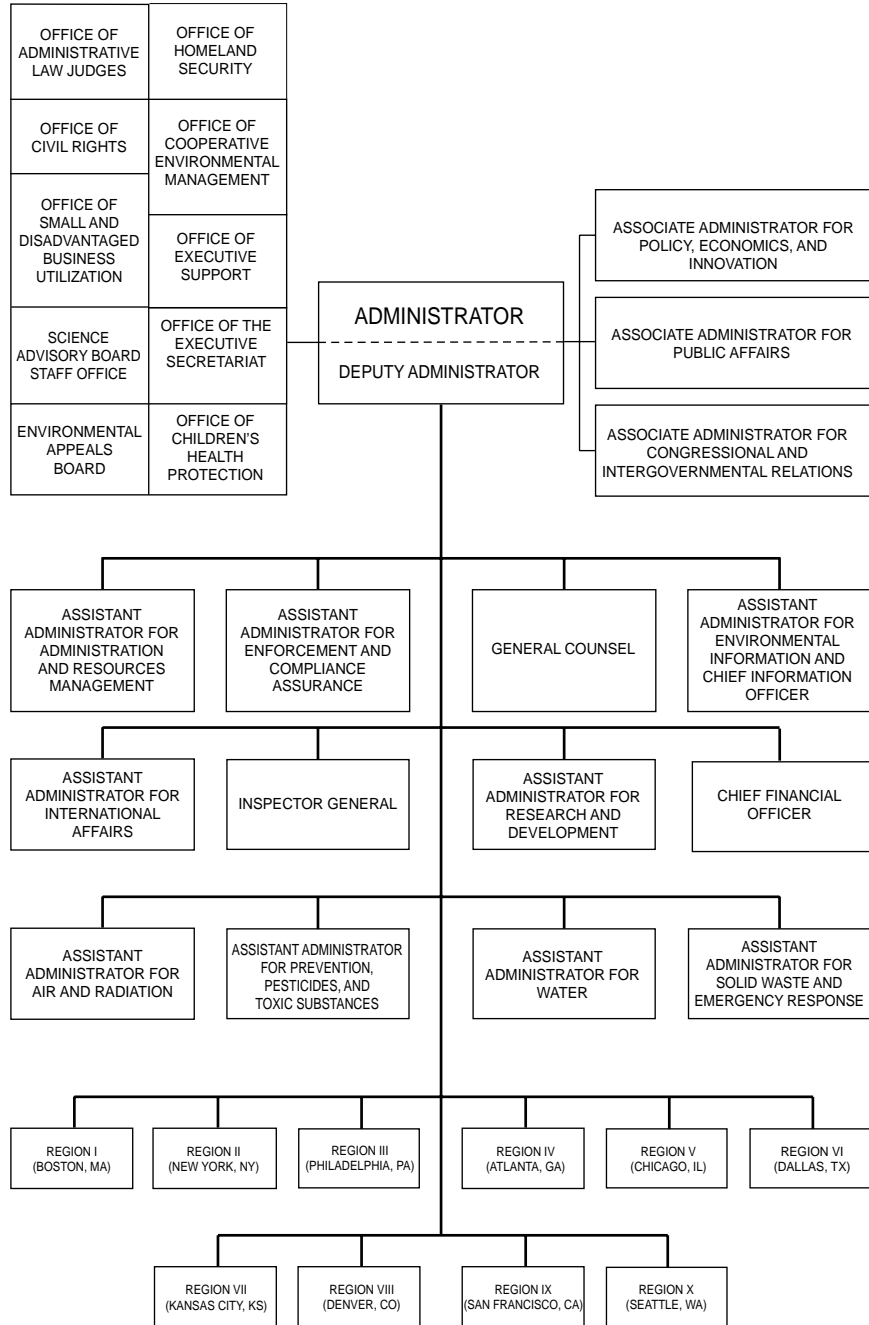 OFFICE OF
ADMINISTRATIVE
LAW JUDGES
OFFICE OF
HOMELAND
SECURITY
OFFICE OF
CIVIL RIGHTS
OFFICE OF
COOPERATIVE
ENVIRONMENTAL
MANAGEMENT
OFFICE OF
SMALL AND
DISADVANTAGED
BUSINESS
UTILIZATION
OFFICE OF
EXECUTIVE
SUPPORT
SCIENCE
ADVISORY BOARD
STAFF OFFICE
OFFICE OF THE
EXECUTIVE
SECRETARIAT
ENVIRONMENTAL
APPEALS
BOARD
OFFICE OF
CHILDREN'S
HEALTH
PROTECTION
ADMINISTRATOR
DEPUTY ADMINISTRATOR
ASSOCIATE ADMINISTRATOR FOR
POLICY, ECONOMICS, AND
INNOVATION
ASSOCIATE ADMINISTRATOR FOR
PUBLIC AFFAIRS
ASSOCIATE ADMINISTRATOR FOR
CONGRESSIONAL AND
INTERGOVERNMENTAL RELATIONS
ASSISTANT
ADMINISTRATOR FOR
ADMINISTRATION
AND RESOURCES
MANAGEMENT
ASSISTANT
ADMINISTRATOR FOR
ENFORCEMENT AND
COMPLIANCE
ASSURANCE
GENERAL COUNSEL
ASSISTANT
ADMINISTRATOR FOR
ENVIRONMENTAL
INFORMATION AND
CHIEF INFORMATION
OFFICER
ASSISTANT
ADMINISTRATOR FOR
INTERNATIONAL
AFFAIRS
INSPECTOR GENERAL
ASSISTANT
ADMINISTRATOR FOR
RESEARCH AND
DEVELOPMENT
CHIEF FINANCIAL
OFFICER
ASSISTANT
ADMINISTRATOR FOR
AIR AND RADIATION
ASSISTANT ADMINISTRATOR
FOR PREVENTION,
PESTICIDES, AND
TOXIC SUBSTANCES
ASSISTANT
ADMINISTRATOR FOR
WATER
ASSISTANT
ADMINISTRATOR FOR
SOLID WASTE AND
EMERGENCY RESPONSE
REGION I
(BOSTON, MA)
REGION II
(NEW YORK, NY)
REGION III
(PHILADELPHIA, PA)
REGION IV
(ATLANTA, GA)
REGION V
(CHICAGO, IL)
REGION VI
(DALLAS, TX)
REGION VII
(KANSAS CITY, KS)
REGION VIII
(DENVER, CO)
REGION IX
(SAN FRANCISCO, CA)
REGION X
(SEATTLE, WA)